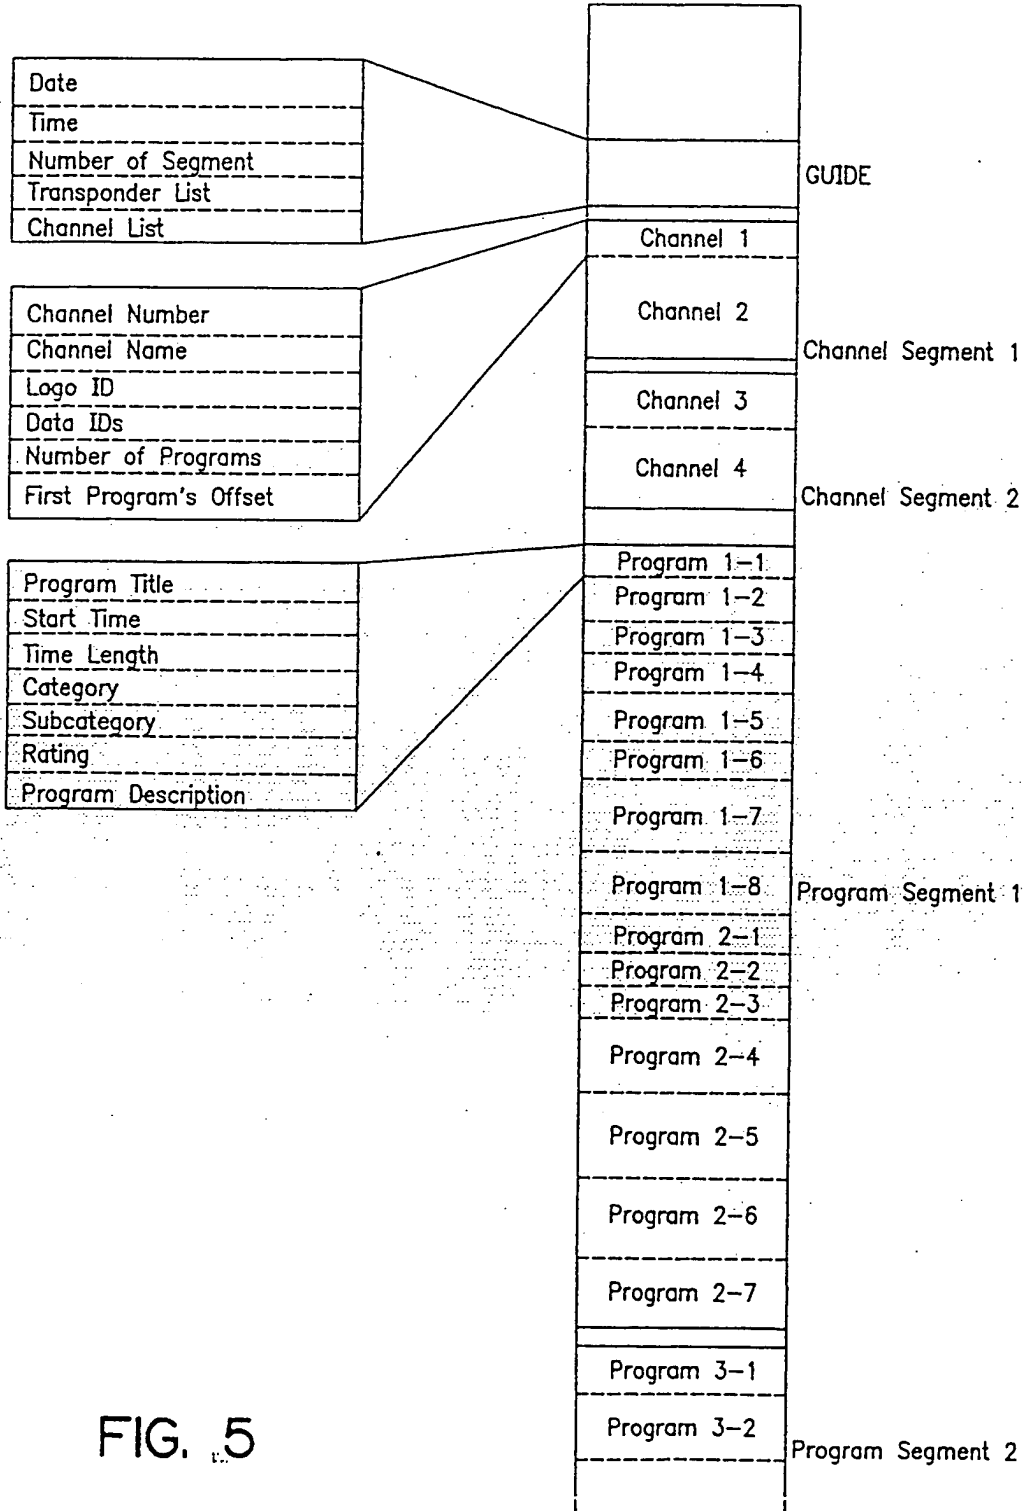 Date
Time
Number of Segment
Transponder List
Channel List
Channel Number
Channel Name
Logo ID
Data IDs
Number of Programs
First Program's Offset
Program Title
Start Time
Time Length
Category
Subcategory
Rating
Program Description
GUIDE
Channel 1
Channel 2
Channel Segment 1
Channel 3
Channel 4
Channel Segment 2
Program 1-1
Program 1-2
Program 1-3
Program 1-4
Program 1-5
Program 1-6
Program 1-7
Program 1-8
Program Segment 1
Program 2-1
Program 2-2
Program 2-3
Program 2-4
Program 2-5
Program 2-6
Program 2-7
Program 3-1
Program 3-2
Program Segment 2
FIG. 5